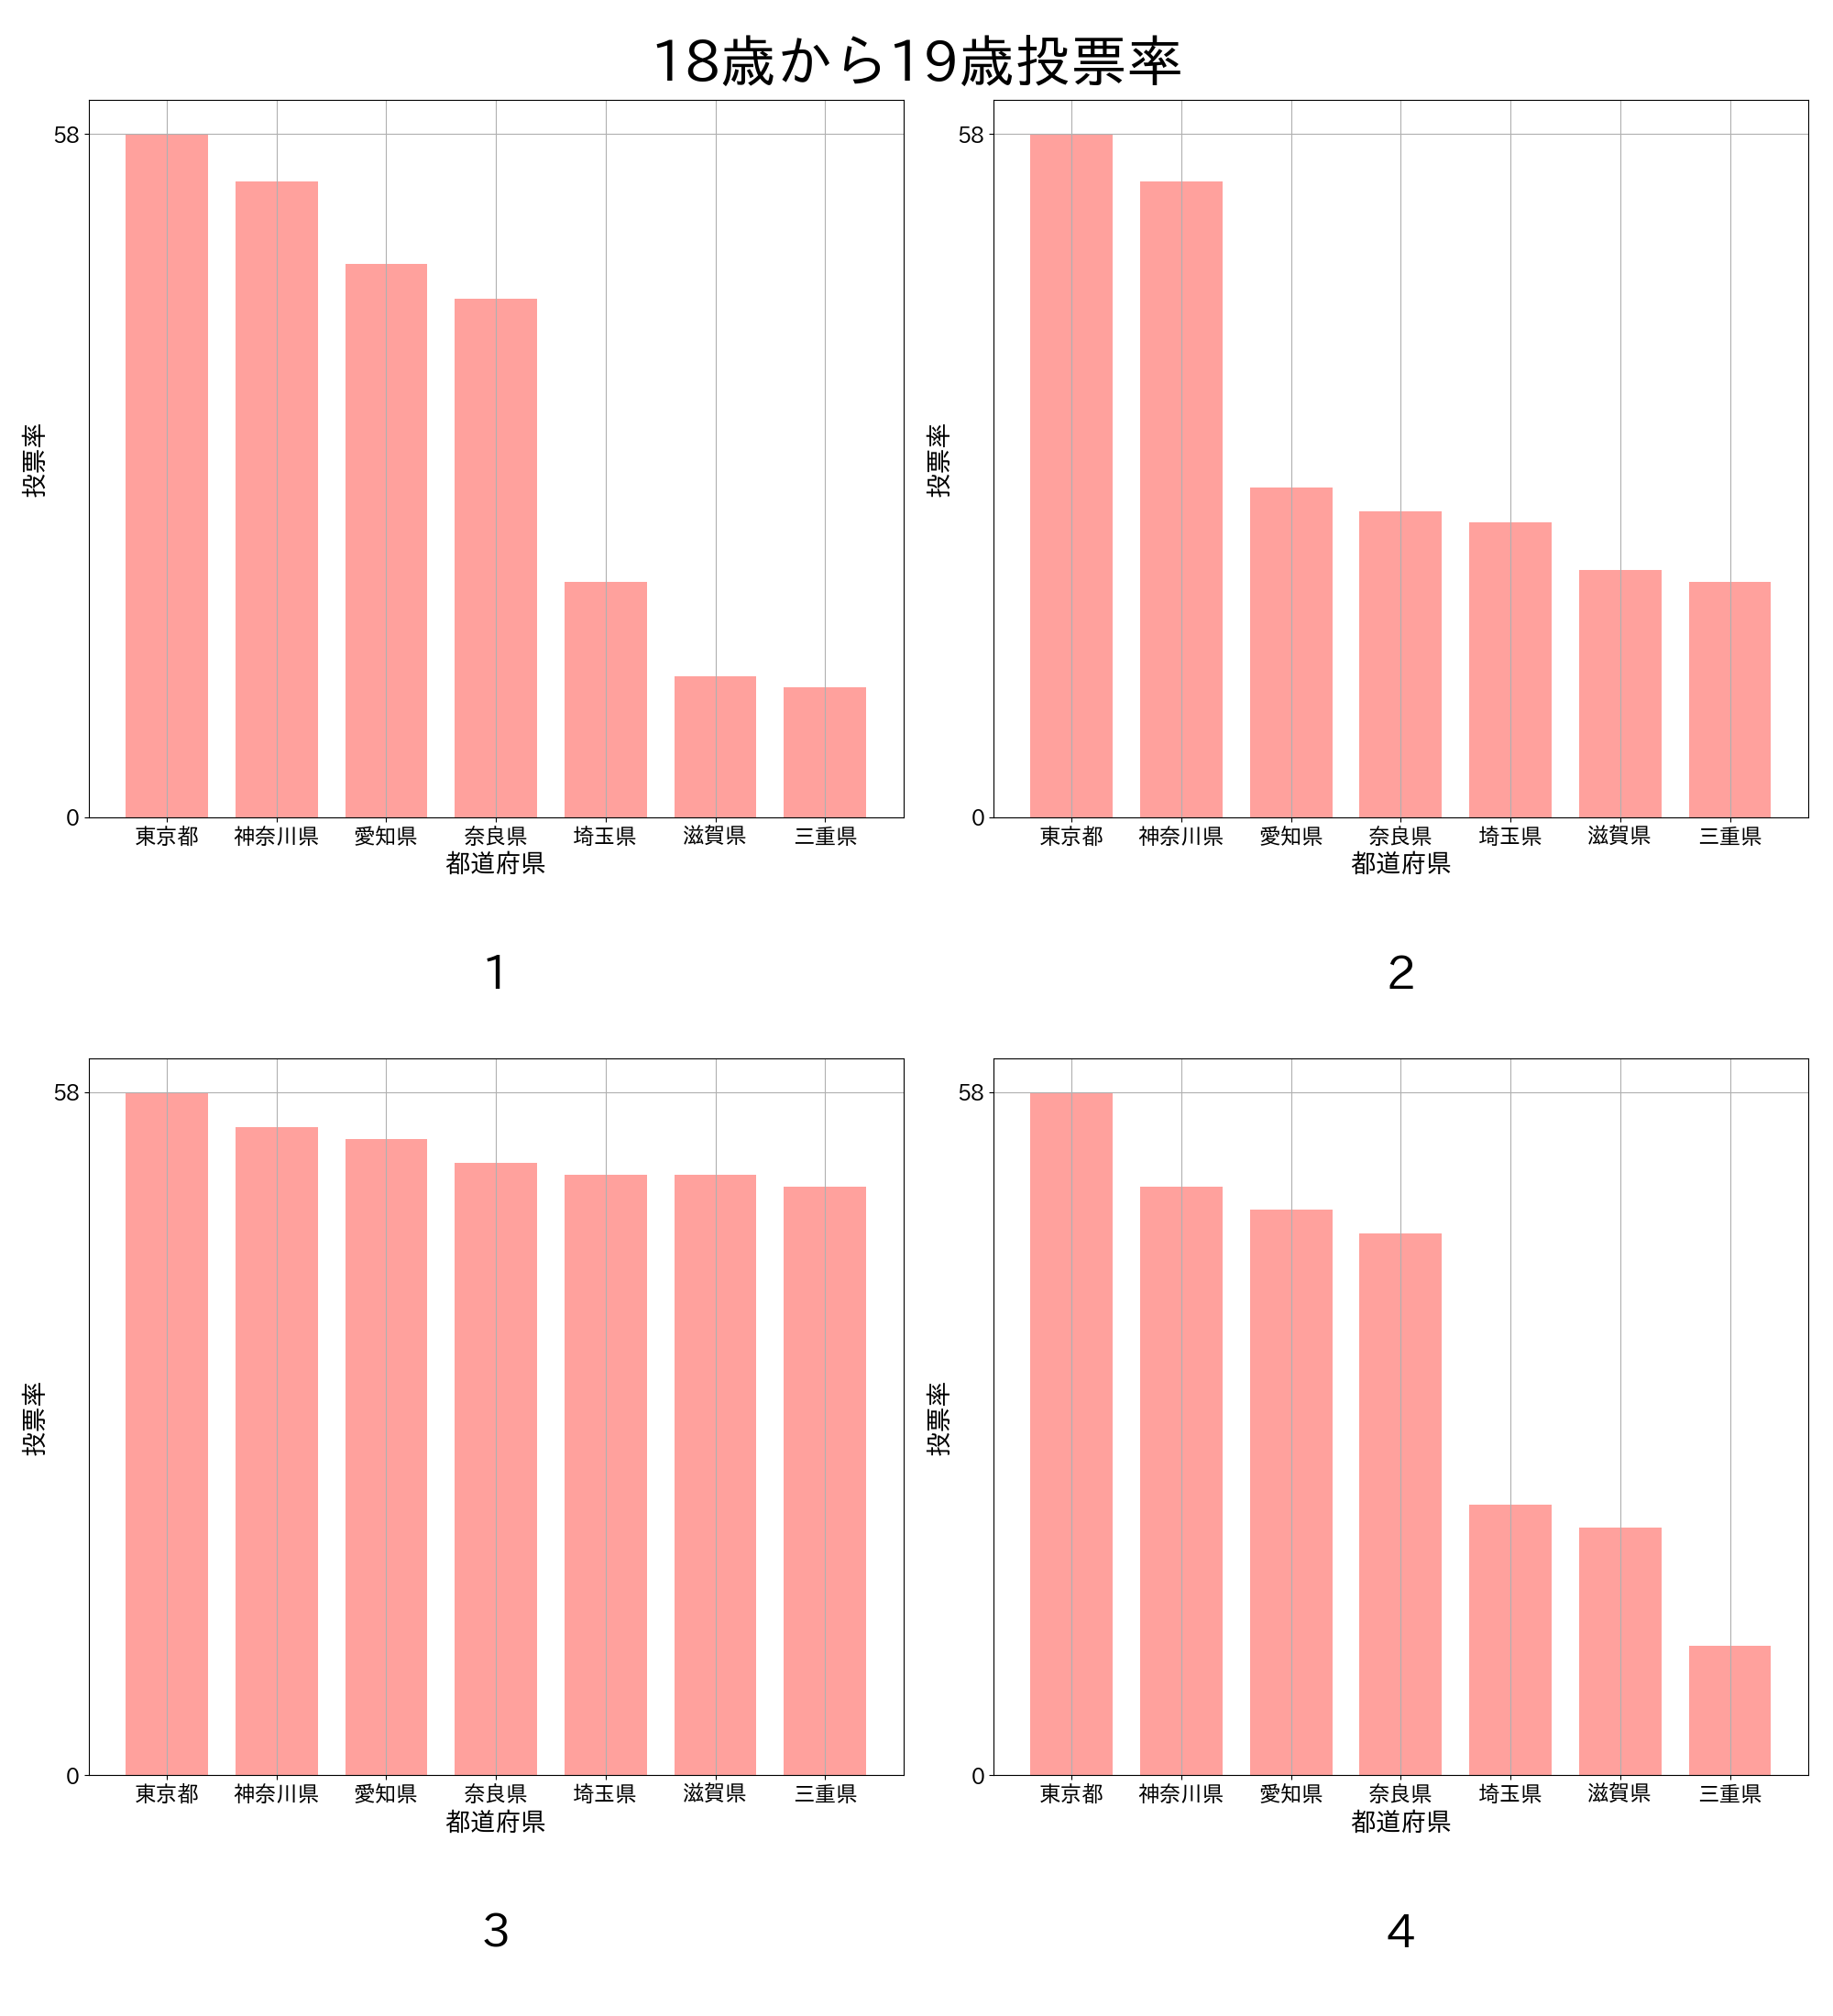 18歳から19歳投票率
58
0
投票率
東京都 神奈川県 愛知県 奈良県 埼玉県 滋賀県 三重県
都道府県
1
58
0
投票率
東京都 神奈川県 愛知県 奈良県 埼玉県 滋賀県 三重県
都道府県
2
58
0
投票率
東京都 神奈川県 愛知県 奈良県 埼玉県 滋賀県 三重県
都道府県
3
58
0
投票率
東京都 神奈川県 愛知県 奈良県 埼玉県 滋賀県 三重県
都道府県
4